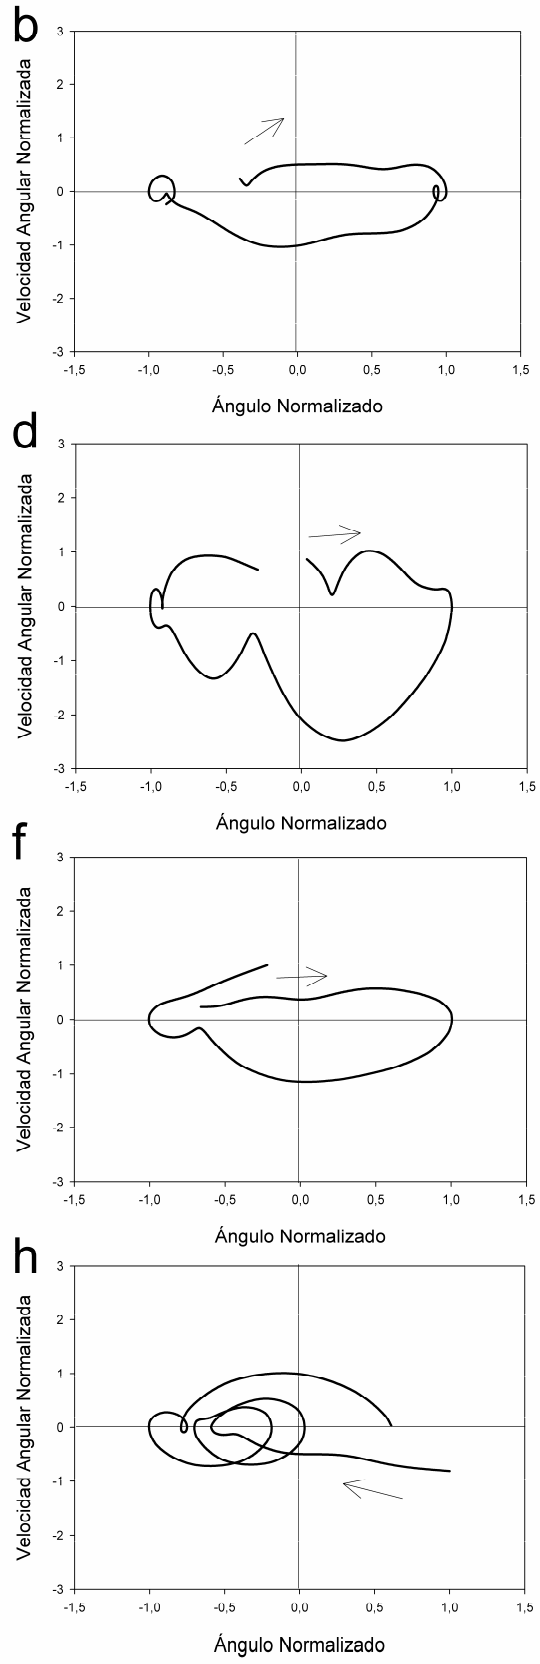 b
Velocidad Angular Normalizada
3
2
1
0
-1
-2
-3
-1,5 -1,0 -0,5 0,0 0,5 1,0 1,5
Ángulo Normalizado
d
Velocidad Angular Normalizada
3
2
1
0
-1
-2
-3
-1,5 -1,0 -0,5 0,0 0,5 1,0 1,5
Ángulo Normalizado
f
Velocidad Angular Normalizada
3
2
1
0
-1
-2
-3
-1,5 -1,0 -0,5 0,0 0,5 1,0 1,5
Ángulo Normalizado
h
Velocidad Angular Normalizada
3
2
1
0
-1
-2
-3
-1,5 -1,0 -0,5 0,0 0,5 1,0 1,5
Ángulo Normalizado